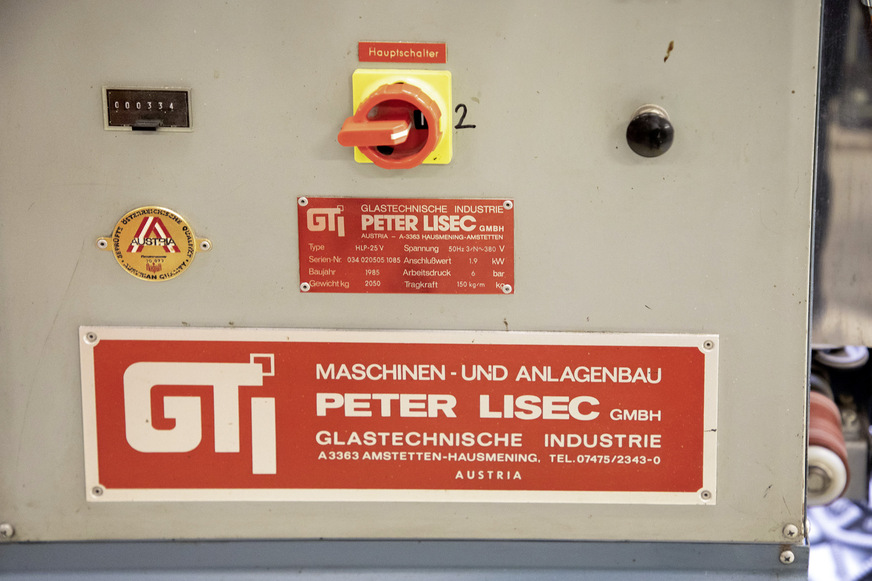 Hauptschalter
000334
2
GTi
GLASTECHNISCHE INDUSTRIE
PETER LISEC GMBH
AUSTRIA - A-3363 HAUSMENING-AMSTETTEN
Type HLP-25 V Spannung 50Hz 3~N~380 V
Serien-Nr. 034 020505 1085 Anschlußwert 1.9 kW
Baujahr 1985 Arbeitsdruck 6 bar
Gewicht kg 2050 Tragkraft 150 kg/m kg
GEPRÜFTE ÖSTERREICHISCHE QUALITÄT
AUSTRIA
GTi
MASCHINEN - UND ANLAGENBAU
PETER LISEC GMBH
GLASTECHNISCHE INDUSTRIE
A3363 AMSTETTEN-HAUSMENING, TEL.07475/2343-0
AUSTRIA